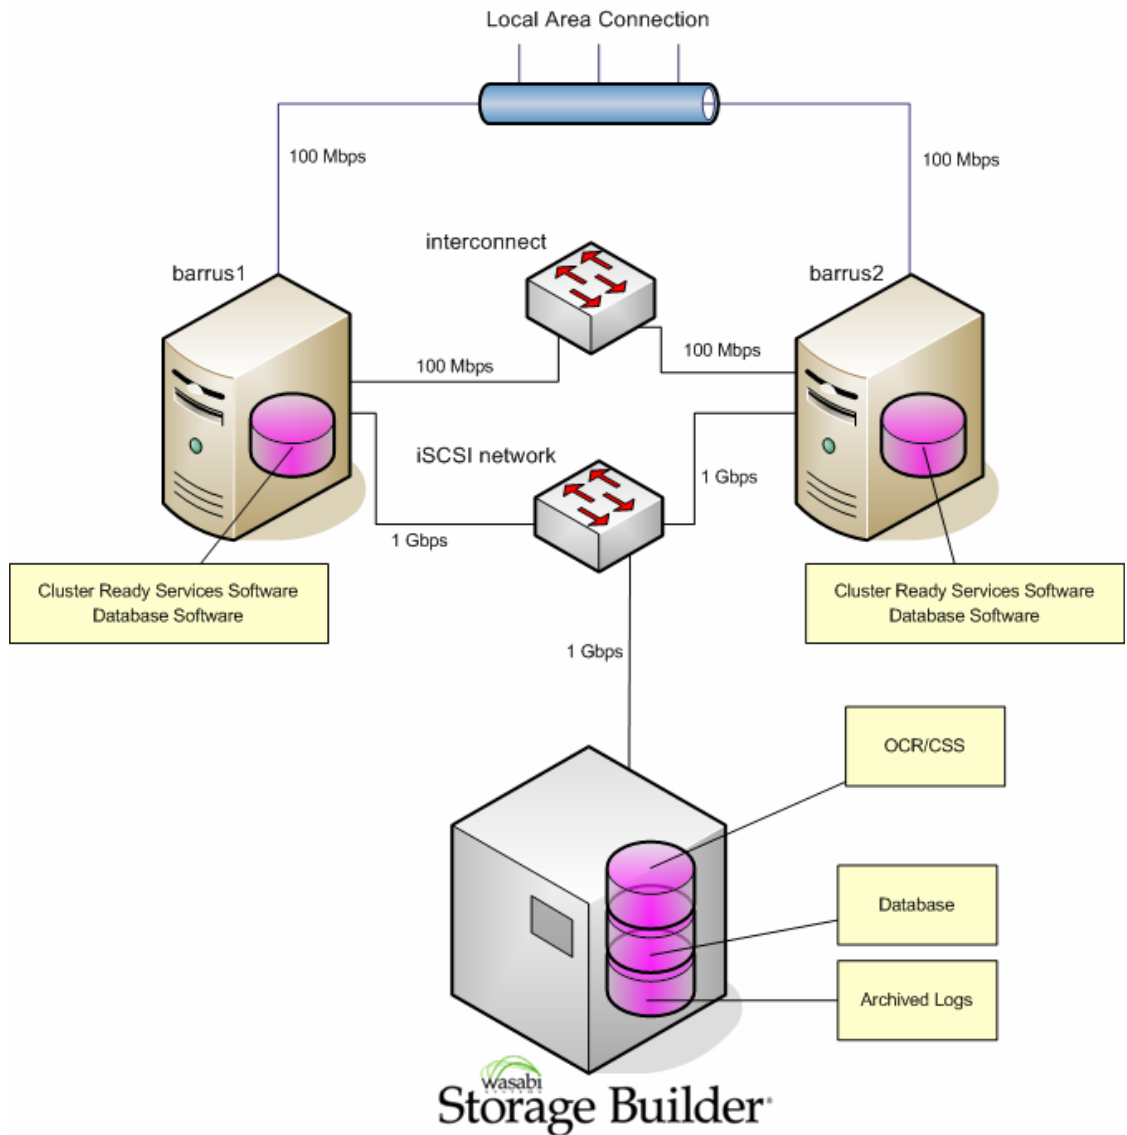 Local Area Connection
100 Mbps
100 Mbps
interconnect
barrus1
barrus2
100 Mbps
100 Mbps
iSCSI network
1 Gbps
1 Gbps
Cluster Ready Services Software
Database Software
Cluster Ready Services Software
Database Software
1 Gbps
OCR/CSS
Database
Archived Logs
wasabi
SYSTEMS
Storage Builder